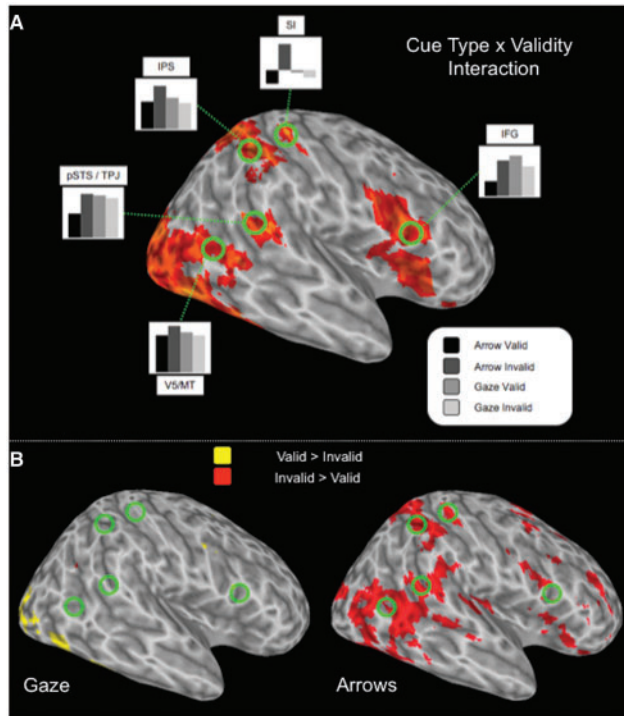 A
SI
Cue Type x Validity
Interaction
IPS
IFG
pSTS / TPJ
V5/MT
Arrow Valid
Arrow Invalid
Gaze Valid
Gaze Invalid
B
Valid > Invalid
Invalid > Valid
Gaze
Arrows